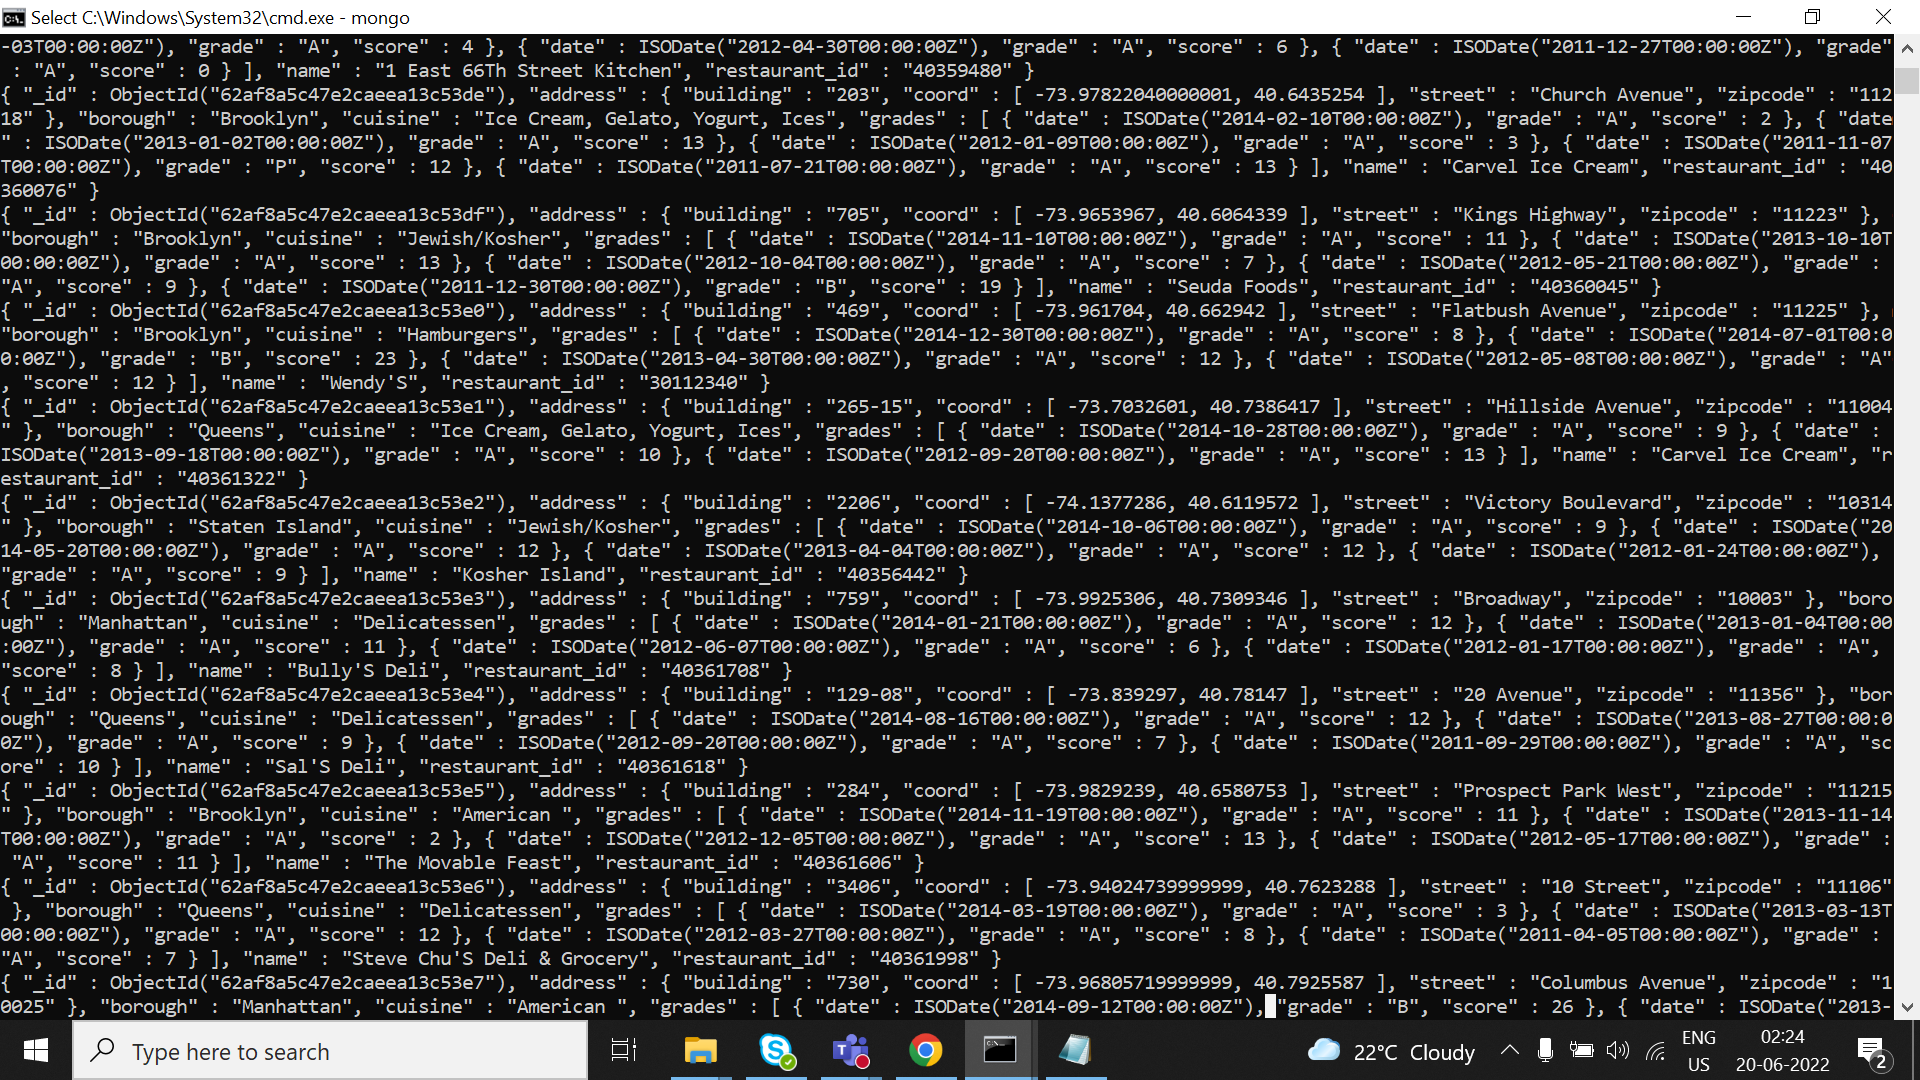 Select C:\Windows\System32\cmd.exe - mongo
-03T00:00:00Z"), "grade" : "A", "score" : 4 }, { "date" : ISODate("2012-04-30T00:00:00Z"), "grade" : "A", "score" : 6 }, { "date" : ISODate("2011-12-27T00:00:00Z"), "grade"
 : "A", "score" : 0 } ], "name" : "1 East 66Th Street Kitchen", "restaurant_id" : "40359480" }
{ "_id" : ObjectId("62af8a5c47e2caeea13c53de"), "address" : { "building" : "203", "coord" : [ -73.97822040000001, 40.6435254 ], "street" : "Church Avenue", "zipcode" : "112
18" }, "borough" : "Brooklyn", "cuisine" : "Ice Cream, Gelato, Yogurt, Ices", "grades" : [ { "date" : ISODate("2014-02-10T00:00:00Z"), "grade" : "A", "score" : 2 }, { "date
" : ISODate("2013-01-02T00:00:00Z"), "grade" : "A", "score" : 13 }, { "date" : ISODate("2012-01-09T00:00:00Z"), "grade" : "A", "score" : 3 }, { "date" : ISODate("2011-11-07
T00:00:00Z"), "grade" : "P", "score" : 12 }, { "date" : ISODate("2011-07-21T00:00:00Z"), "grade" : "A", "score" : 13 } ], "name" : "Carvel Ice Cream", "restaurant_id" : "40
360076" }
{ "_id" : ObjectId("62af8a5c47e2caeea13c53df"), "address" : { "building" : "705", "coord" : [ -73.9653967, 40.6064339 ], "street" : "Kings Highway", "zipcode" : "11223" },
"borough" : "Brooklyn", "cuisine" : "Jewish/Kosher", "grades" : [ { "date" : ISODate("2014-11-10T00:00:00Z"), "grade" : "A", "score" : 11 }, { "date" : ISODate("2013-10-10T
00:00:00Z"), "grade" : "A", "score" : 13 }, { "date" : ISODate("2012-10-04T00:00:00Z"), "grade" : "A", "score" : 7 }, { "date" : ISODate("2012-05-21T00:00:00Z"), "grade" :
"A", "score" : 9 }, { "date" : ISODate("2011-12-30T00:00:00Z"), "grade" : "B", "score" : 19 } ], "name" : "Seuda Foods", "restaurant_id" : "40360045" }
{ "_id" : ObjectId("62af8a5c47e2caeea13c53e0"), "address" : { "building" : "469", "coord" : [ -73.961704, 40.662942 ], "street" : "Flatbush Avenue", "zipcode" : "11225" },
"borough" : "Brooklyn", "cuisine" : "Hamburgers", "grades" : [ { "date" : ISODate("2014-12-30T00:00:00Z"), "grade" : "A", "score" : 8 }, { "date" : ISODate("2014-07-01T00:0
0:00Z"), "grade" : "B", "score" : 23 }, { "date" : ISODate("2013-04-30T00:00:00Z"), "grade" : "A", "score" : 12 }, { "date" : ISODate("2012-05-08T00:00:00Z"), "grade" : "A"
, "score" : 12 } ], "name" : "Wendy'S", "restaurant_id" : "30112340" }
{ "_id" : ObjectId("62af8a5c47e2caeea13c53e1"), "address" : { "building" : "265-15", "coord" : [ -73.7032601, 40.7386417 ], "street" : "Hillside Avenue", "zipcode" : "11004
" }, "borough" : "Queens", "cuisine" : "Ice Cream, Gelato, Yogurt, Ices", "grades" : [ { "date" : ISODate("2014-10-28T00:00:00Z"), "grade" : "A", "score" : 9 }, { "date" :
ISODate("2013-09-18T00:00:00Z"), "grade" : "A", "score" : 10 }, { "date" : ISODate("2012-09-20T00:00:00Z"), "grade" : "A", "score" : 13 } ], "name" : "Carvel Ice Cream", "r
estaurant_id" : "40361322" }
{ "_id" : ObjectId("62af8a5c47e2caeea13c53e2"), "address" : { "building" : "2206", "coord" : [ -74.1377286, 40.6119572 ], "street" : "Victory Boulevard", "zipcode" : "10314
" }, "borough" : "Staten Island", "cuisine" : "Jewish/Kosher", "grades" : [ { "date" : ISODate("2014-10-06T00:00:00Z"), "grade" : "A", "score" : 9 }, { "date" : ISODate("20
14-05-20T00:00:00Z"), "grade" : "A", "score" : 12 }, { "date" : ISODate("2013-04-04T00:00:00Z"), "grade" : "A", "score" : 12 }, { "date" : ISODate("2012-01-24T00:00:00Z"),
"grade" : "A", "score" : 9 } ], "name" : "Kosher Island", "restaurant_id" : "40356442" }
{ "_id" : ObjectId("62af8a5c47e2caeea13c53e3"), "address" : { "building" : "759", "coord" : [ -73.9925306, 40.7309346 ], "street" : "Broadway", "zipcode" : "10003" }, "boro
ugh" : "Manhattan", "cuisine" : "Delicatessen", "grades" : [ { "date" : ISODate("2014-01-21T00:00:00Z"), "grade" : "A", "score" : 12 }, { "date" : ISODate("2013-01-04T00:00
:00Z"), "grade" : "A", "score" : 11 }, { "date" : ISODate("2012-06-07T00:00:00Z"), "grade" : "A", "score" : 6 }, { "date" : ISODate("2012-01-17T00:00:00Z"), "grade" : "A",
"score" : 8 } ], "name" : "Bully'S Deli", "restaurant_id" : "40361708" }
{ "_id" : ObjectId("62af8a5c47e2caeea13c53e4"), "address" : { "building" : "129-08", "coord" : [ -73.839297, 40.78147 ], "street" : "20 Avenue", "zipcode" : "11356" }, "bor
ough" : "Queens", "cuisine" : "Delicatessen", "grades" : [ { "date" : ISODate("2014-08-16T00:00:00Z"), "grade" : "A", "score" : 12 }, { "date" : ISODate("2013-08-27T00:00:0
0Z"), "grade" : "A", "score" : 9 }, { "date" : ISODate("2012-09-20T00:00:00Z"), "grade" : "A", "score" : 7 }, { "date" : ISODate("2011-09-29T00:00:00Z"), "grade" : "A", "sc
ore" : 10 } ], "name" : "Sal'S Deli", "restaurant_id" : "40361618" }
{ "_id" : ObjectId("62af8a5c47e2caeea13c53e5"), "address" : { "building" : "284", "coord" : [ -73.9829239, 40.6580753 ], "street" : "Prospect Park West", "zipcode" : "11215
" }, "borough" : "Brooklyn", "cuisine" : "American ", "grades" : [ { "date" : ISODate("2014-11-19T00:00:00Z"), "grade" : "A", "score" : 11 }, { "date" : ISODate("2013-11-14
T00:00:00Z"), "grade" : "A", "score" : 2 }, { "date" : ISODate("2012-12-05T00:00:00Z"), "grade" : "A", "score" : 13 }, { "date" : ISODate("2012-05-17T00:00:00Z"), "grade" :
 "A", "score" : 11 } ], "name" : "The Movable Feast", "restaurant_id" : "40361606" }
{ "_id" : ObjectId("62af8a5c47e2caeea13c53e6"), "address" : { "building" : "3406", "coord" : [ -73.94024739999999, 40.7623288 ], "street" : "10 Street", "zipcode" : "11106"
 }, "borough" : "Queens", "cuisine" : "Delicatessen", "grades" : [ { "date" : ISODate("2014-03-19T00:00:00Z"), "grade" : "A", "score" : 3 }, { "date" : ISODate("2013-03-13T
00:00:00Z"), "grade" : "A", "score" : 12 }, { "date" : ISODate("2012-03-27T00:00:00Z"), "grade" : "A", "score" : 8 }, { "date" : ISODate("2011-04-05T00:00:00Z"), "grade" :
"A", "score" : 7 } ], "name" : "Steve Chu'S Deli & Grocery", "restaurant_id" : "40361998" }
{ "_id" : ObjectId("62af8a5c47e2caeea13c53e7"), "address" : { "building" : "730", "coord" : [ -73.96805719999999, 40.7925587 ], "street" : "Columbus Avenue", "zipcode" : "1
0025" }, "borough" : "Manhattan", "cuisine" : "American ", "grades" : [ { "date" : ISODate("2014-09-12T00:00:00Z"), "grade" : "B", "score" : 26 }, { "date" : ISODate("2013-
Type here to search
22°C Cloudy
ENG
US
02:24
20-06-2022
2